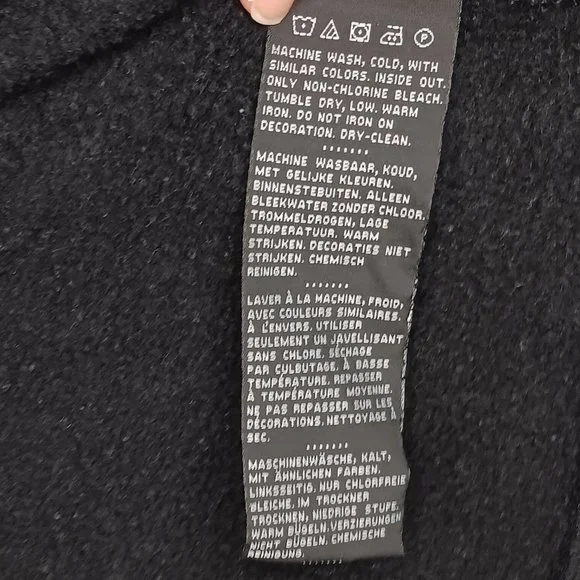 P
MACHINE WASH, COLD, WITH
SIMILAR COLORS. INSIDE OUT.
ONLY NON-CHLORINE BLEACH.
TUMBLE DRY, LOW. WARM
IRON. DO NOT IRON ON
DECORATION. DRY-CLEAN.
MACHINE WASBAAR, KOUD,
MET GELIJKE KLEUREN.
BINNENSTEBUITEN. ALLEEN
BLEEKWATER ZONDER CHLOOR.
TROMMELDROGEN, LAGE
TEMPERATUUR. WARM
STRIJKEN. DECORATIES NIET
STRIJKEN. CHEMISCH
REINIGEN.
LAVER À LA MACHINE, FROID,
AVEC COULEURS SIMILAIRES.
À L'ENVERS. UTILISER
SEULEMENT UN JAVELLISANT
SANS CHLORE. SÉCHAGE
PAR CULBUTAGE, À BASSE
TEMPÉRATURE. REPASSER
À TEMPÉRATURE MOYENNE.
NE PAS REPASSER SUR LES
DÉCORATIONS. NETTOYAGE À
SEC.
MASCHINENWÄSCHE, KALT,
MIT ÄHNLICHEN FARBEN.
LINKSSEITIG. NUR CHLORFREIE
BLEICHE. IM TROCKNER
TROCKNEN, NIEDRIGE STUFE.
WARM BÜGELN. VERZIERUNGEN
NICHT BÜGELN. CHEMISCHE
REINIGUNG.